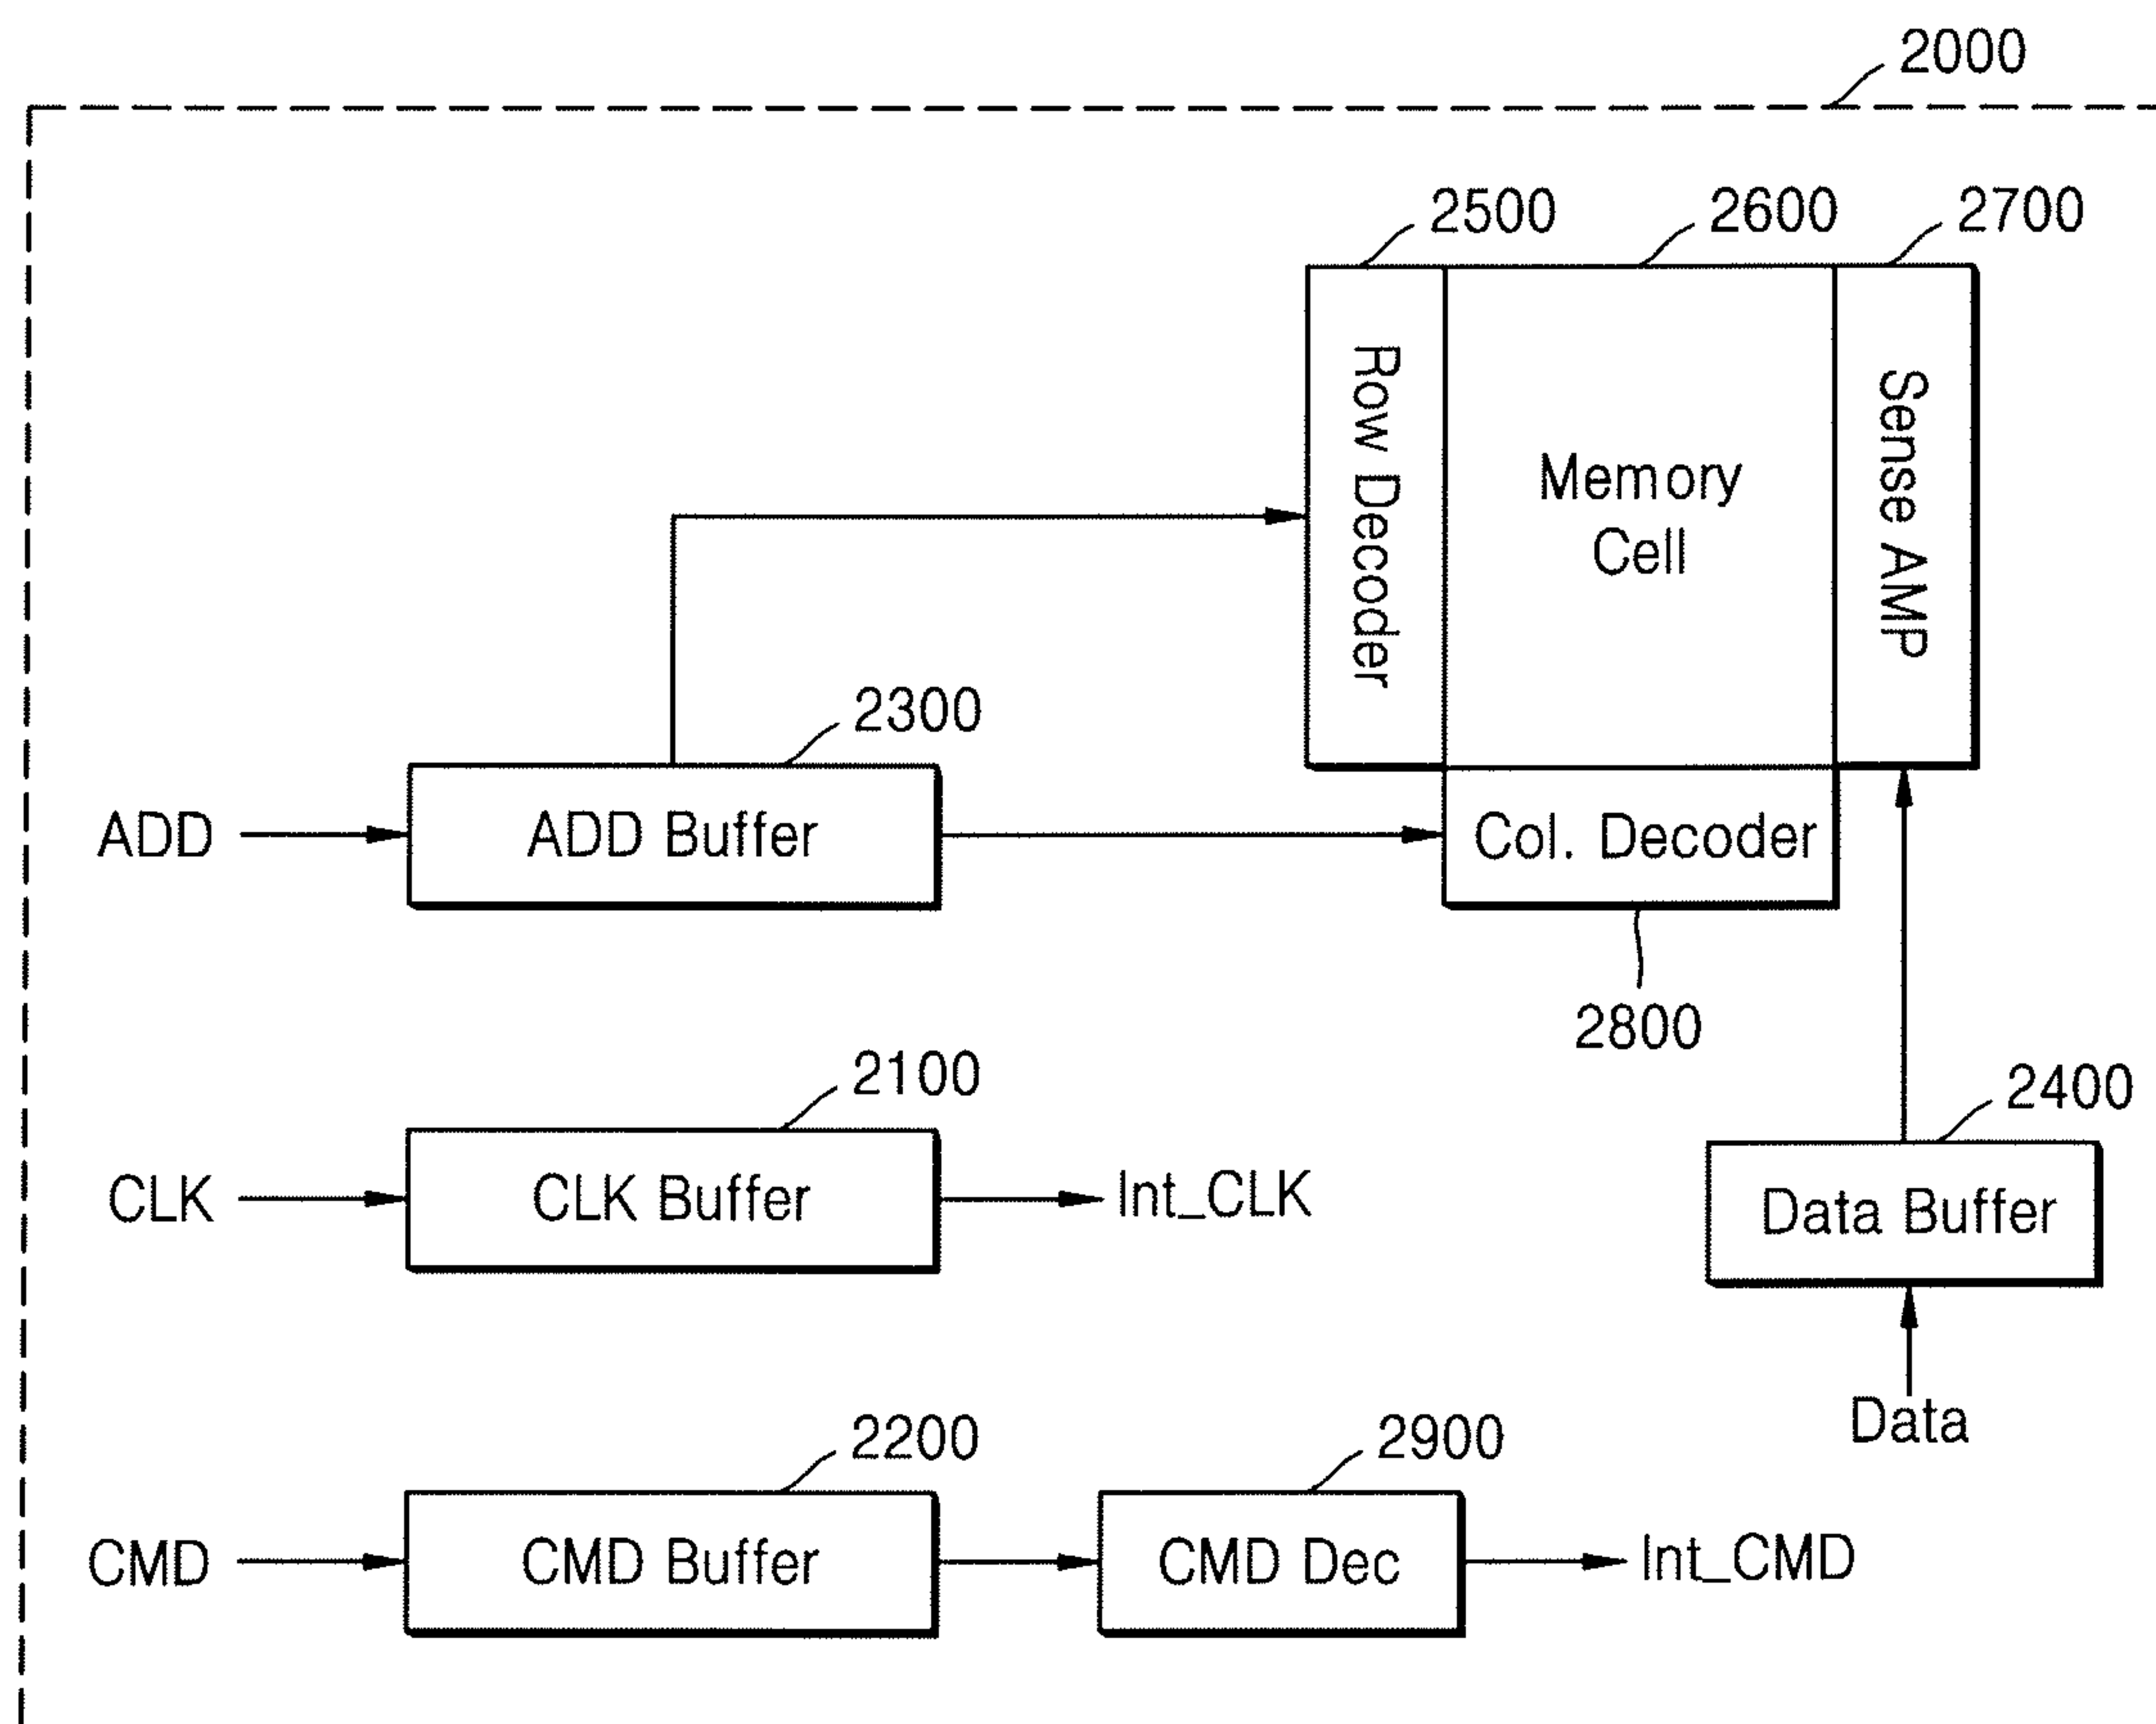 2000
2500
2600
2700
Row Decoder
Memory
Cell
Sense AMP
2300
ADD
ADD Buffer
Col. Decoder
2800
2100
2400
CLK
CLK Buffer
Int_CLK
Data Buffer
Data
2200
2900
CMD
CMD Buffer
CMD Dec
Int_CMD